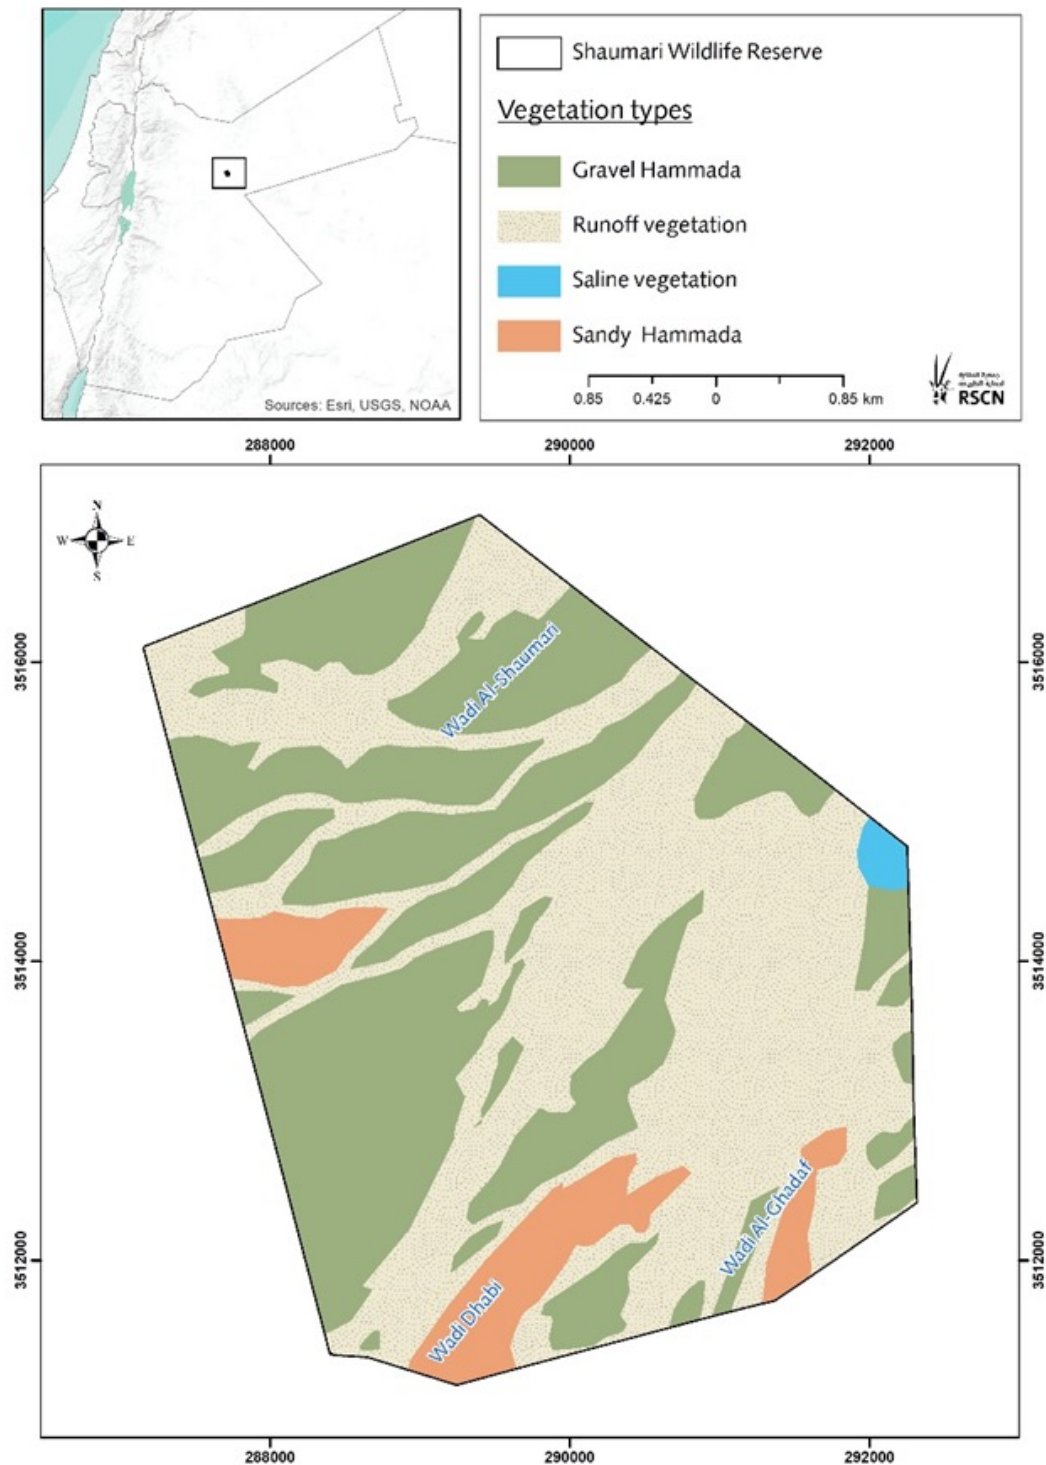 Sources: Esri, USGS, NOAA
Shaumari Wildlife Reserve
Vegetation types
Gravel Hammada
Runoff vegetation
Saline vegetation
Sandy Hammada
0.85 0.425 0 0.85 km
RSCN
288000 290000 292000
N
W E
S
3516000 3516000
Wadi Al-Shaumari
3514000 3514000
Wadi Al-Ghadaf
3512000 3512000
Wadi Dhabi
288000 290000 292000